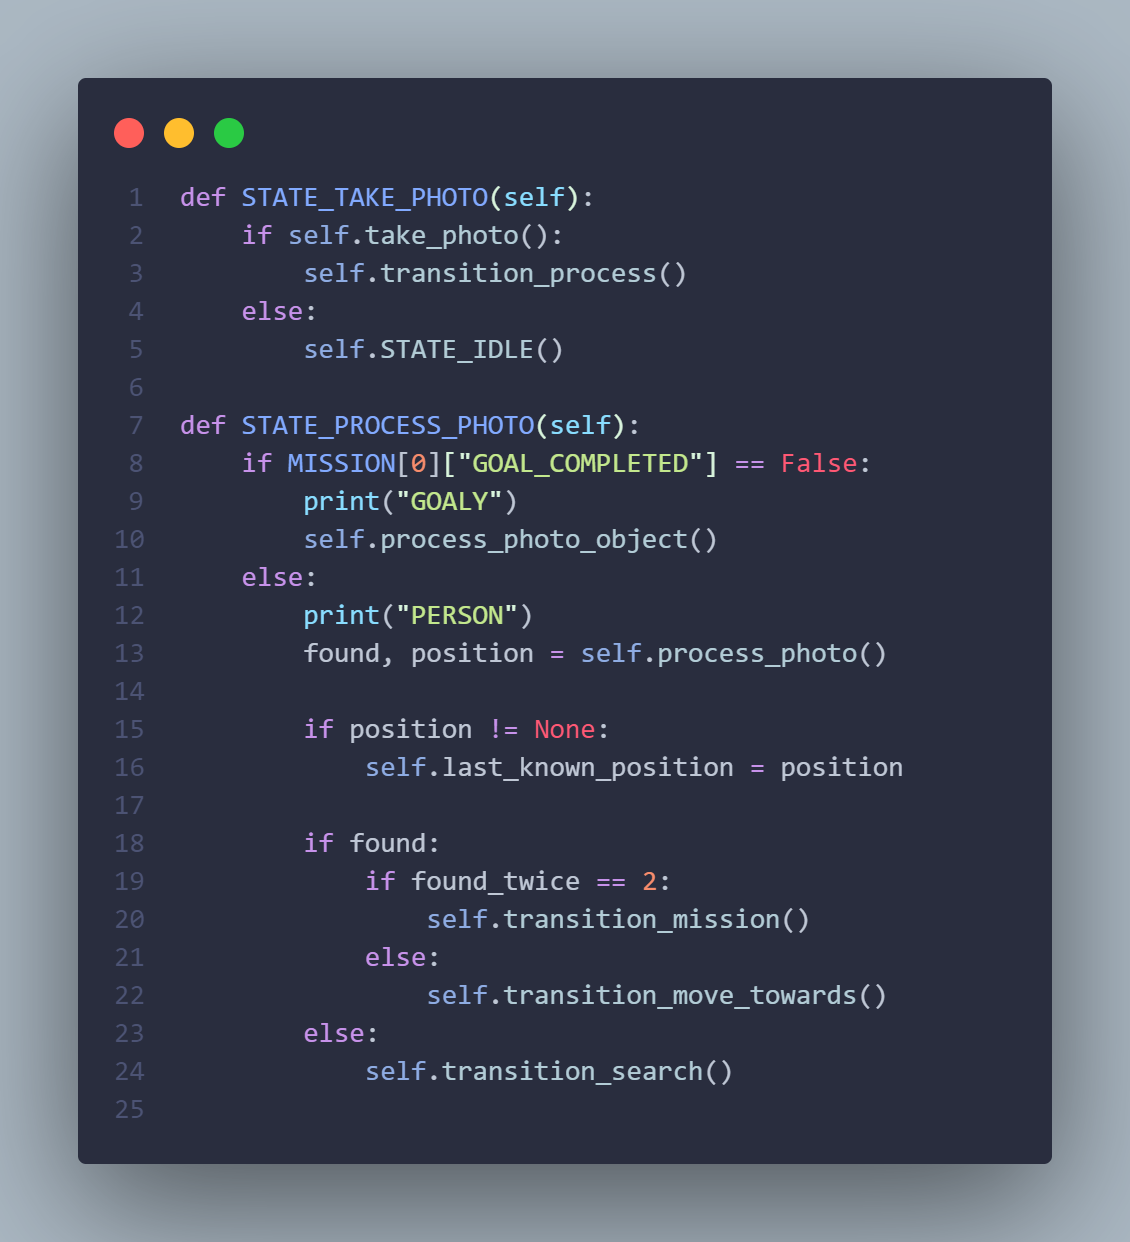 1 def STATE_TAKE_PHOTO(self):
2     if self.take_photo():
3         self.transition_process()
4     else:
5         self.STATE_IDLE()
6
7 def STATE_PROCESS_PHOTO(self):
8     if MISSION[0]["GOAL_COMPLETED"] == False:
9         print("GOALY")
10         self.process_photo_object()
11     else:
12         print("PERSON")
13         found, position = self.process_photo()
14
15         if position != None:
16             self.last_known_position = position
17
18         if found:
19             if found_twice == 2:
20                 self.transition_mission()
21             else:
22                 self.transition_move_towards()
23         else:
24             self.transition_search()
25